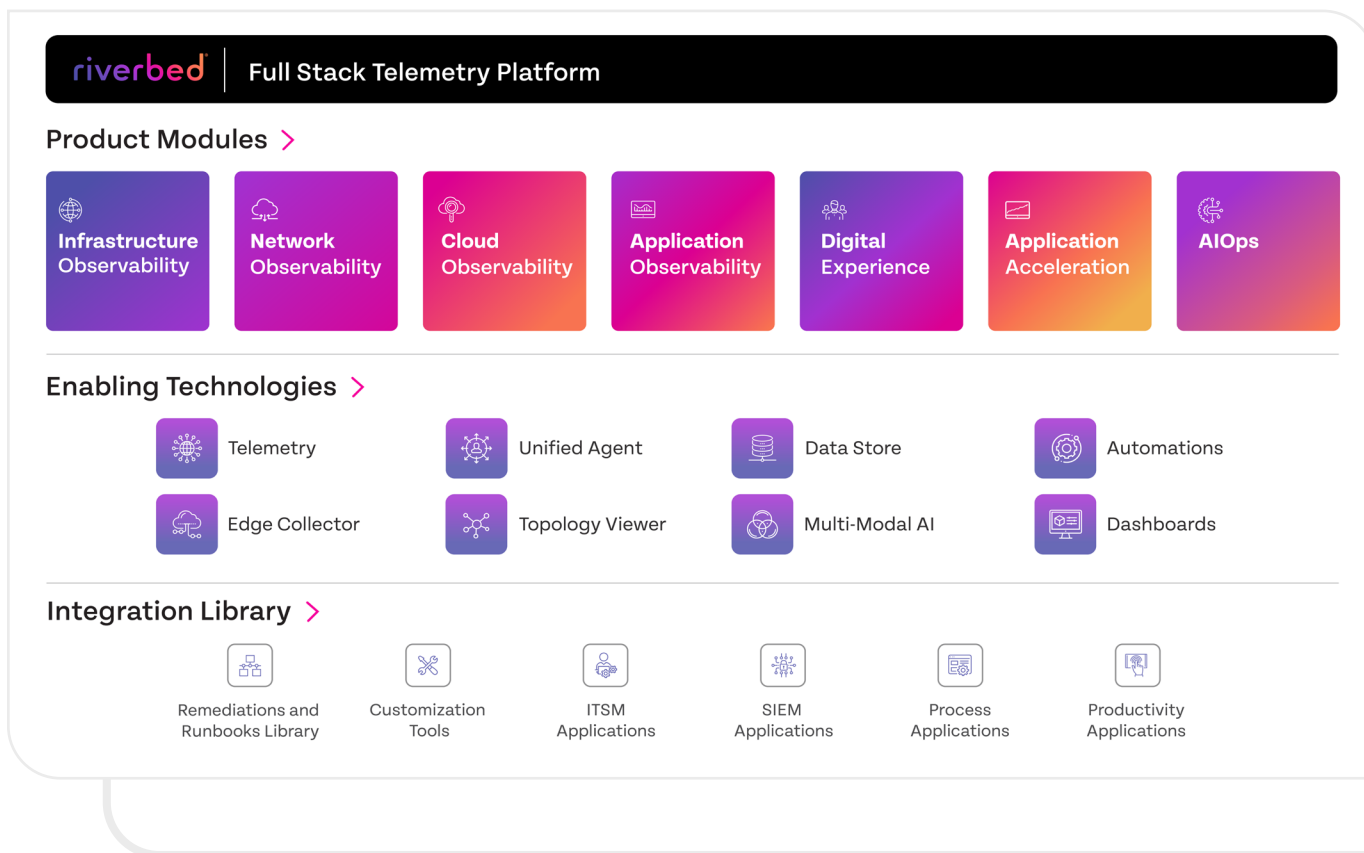 riverbed
Full Stack Telemetry Platform
Product Modules
Infrastructure
Observability
Network
Observability
Cloud
Observability
Application
Observability
Digital
Experience
Application
Acceleration
AIOps
Enabling Technologies
Telemetry
Unified Agent
Data Store
Automations
Edge Collector
Topology Viewer
Multi-Modal AI
Dashboards
Integration Library
Remediations and
Runbooks Library
Customization
Tools
ITSM
Applications
SIEM
Applications
Process
Applications
Productivity
Applications